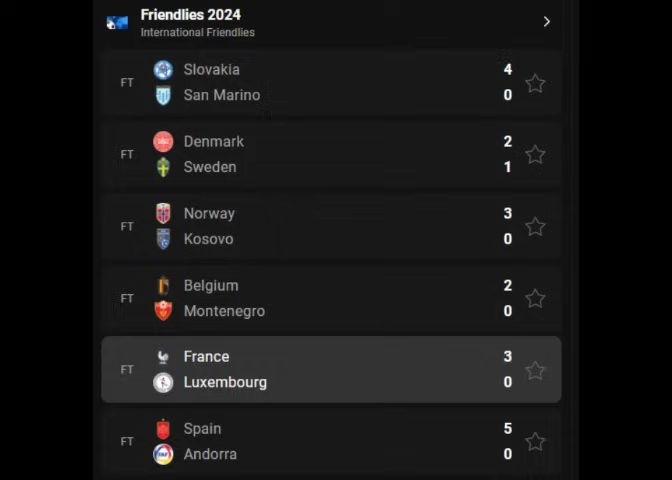 Friendlies 2024
International Friendlies
FT
Slovakia 4
San Marino 0
FT
Denmark 2
Sweden 1
FT
Norway 3
Kosovo 0
FT
Belgium 2
Montenegro 0
FT
France 3
Luxembourg 0
FT
Spain 5
Andorra 0